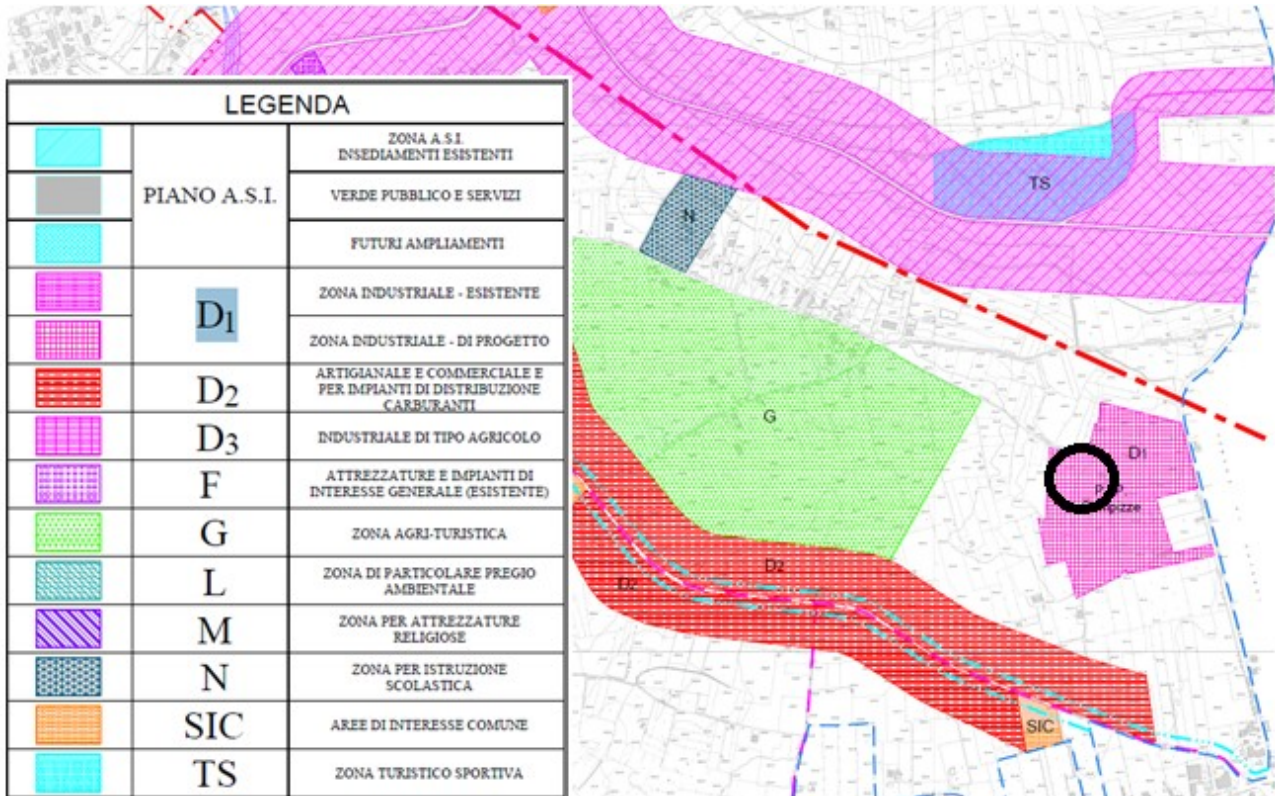 LEGENDA
PIANO A.S.I.
ZONA A.S.I.
INSEDIAMENTI ESISTENTI
VERDE PUBBLICO E SERVIZI
FUTURI AMPLIAMENTI
D1
ZONA INDUSTRIALE - ESISTENTE
ZONA INDUSTRIALE - DI PROGETTO
D2
ARTIGIANALE E COMMERCIALE E
PER IMPIANTI DI DISTRIBUZIONE
CARBURANTI
D3
INDUSTRIALE DI TIPO AGRICOLO
F
ATTREZZATURE E IMPIANTI DI
INTERESSE GENERALE (ESISTENTE)
G
ZONA AGRI-TURISTICA
L
ZONA DI PARTICOLARE PREGIO
AMBIENTALE
M
ZONA PER ATTREZZATURE
RELIGIOSE
N
ZONA PER ISTRUZIONE
SCOLASTICA
SIC
AREE DI INTERESSE COMUNE
TS
ZONA TURISTICO SPORTIVA
TS
N
G
D1
D2
D2
SIC